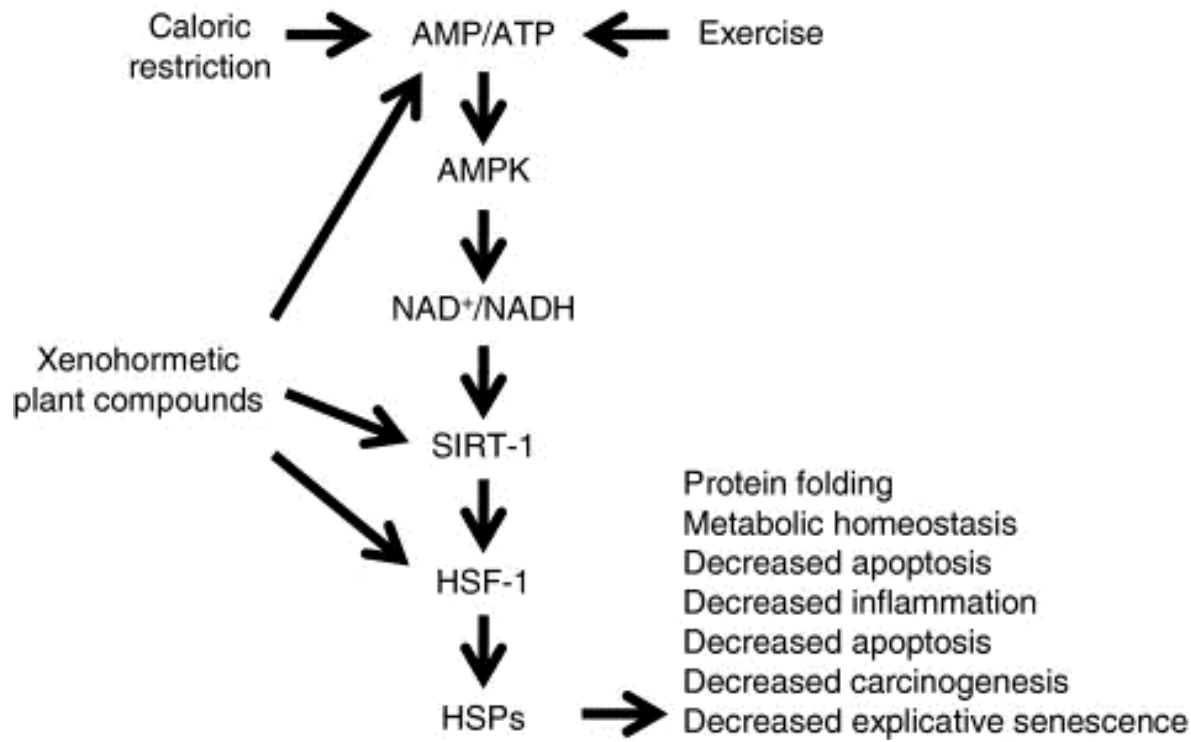 Caloric
restriction
AMP/ATP
Exercise
AMPK
NAD⁺/NADH
Xenohormetic
plant compounds
SIRT-1
HSF-1
HSPs
Protein folding
Metabolic homeostasis
Decreased apoptosis
Decreased inflammation
Decreased apoptosis
Decreased carcinogenesis
Decreased explicative senescence